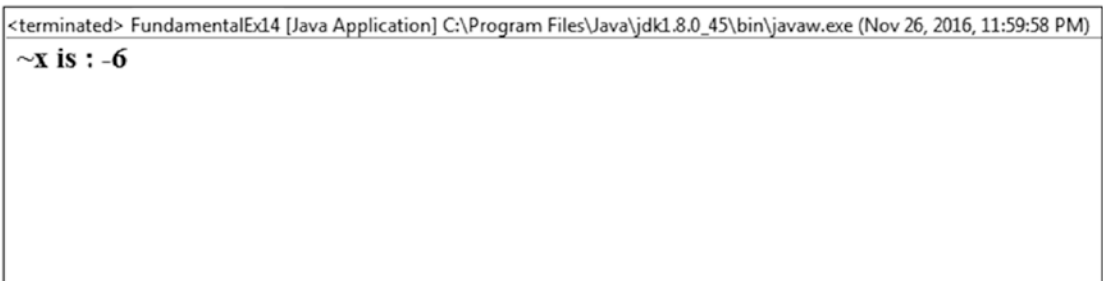 <terminated> FundamentalEx14 [Java Application] C:\Program Files\Java\jdk1.8.0_45\bin\javaw.exe (Nov 26, 2016, 11:59:58 PM)
~x is : -6